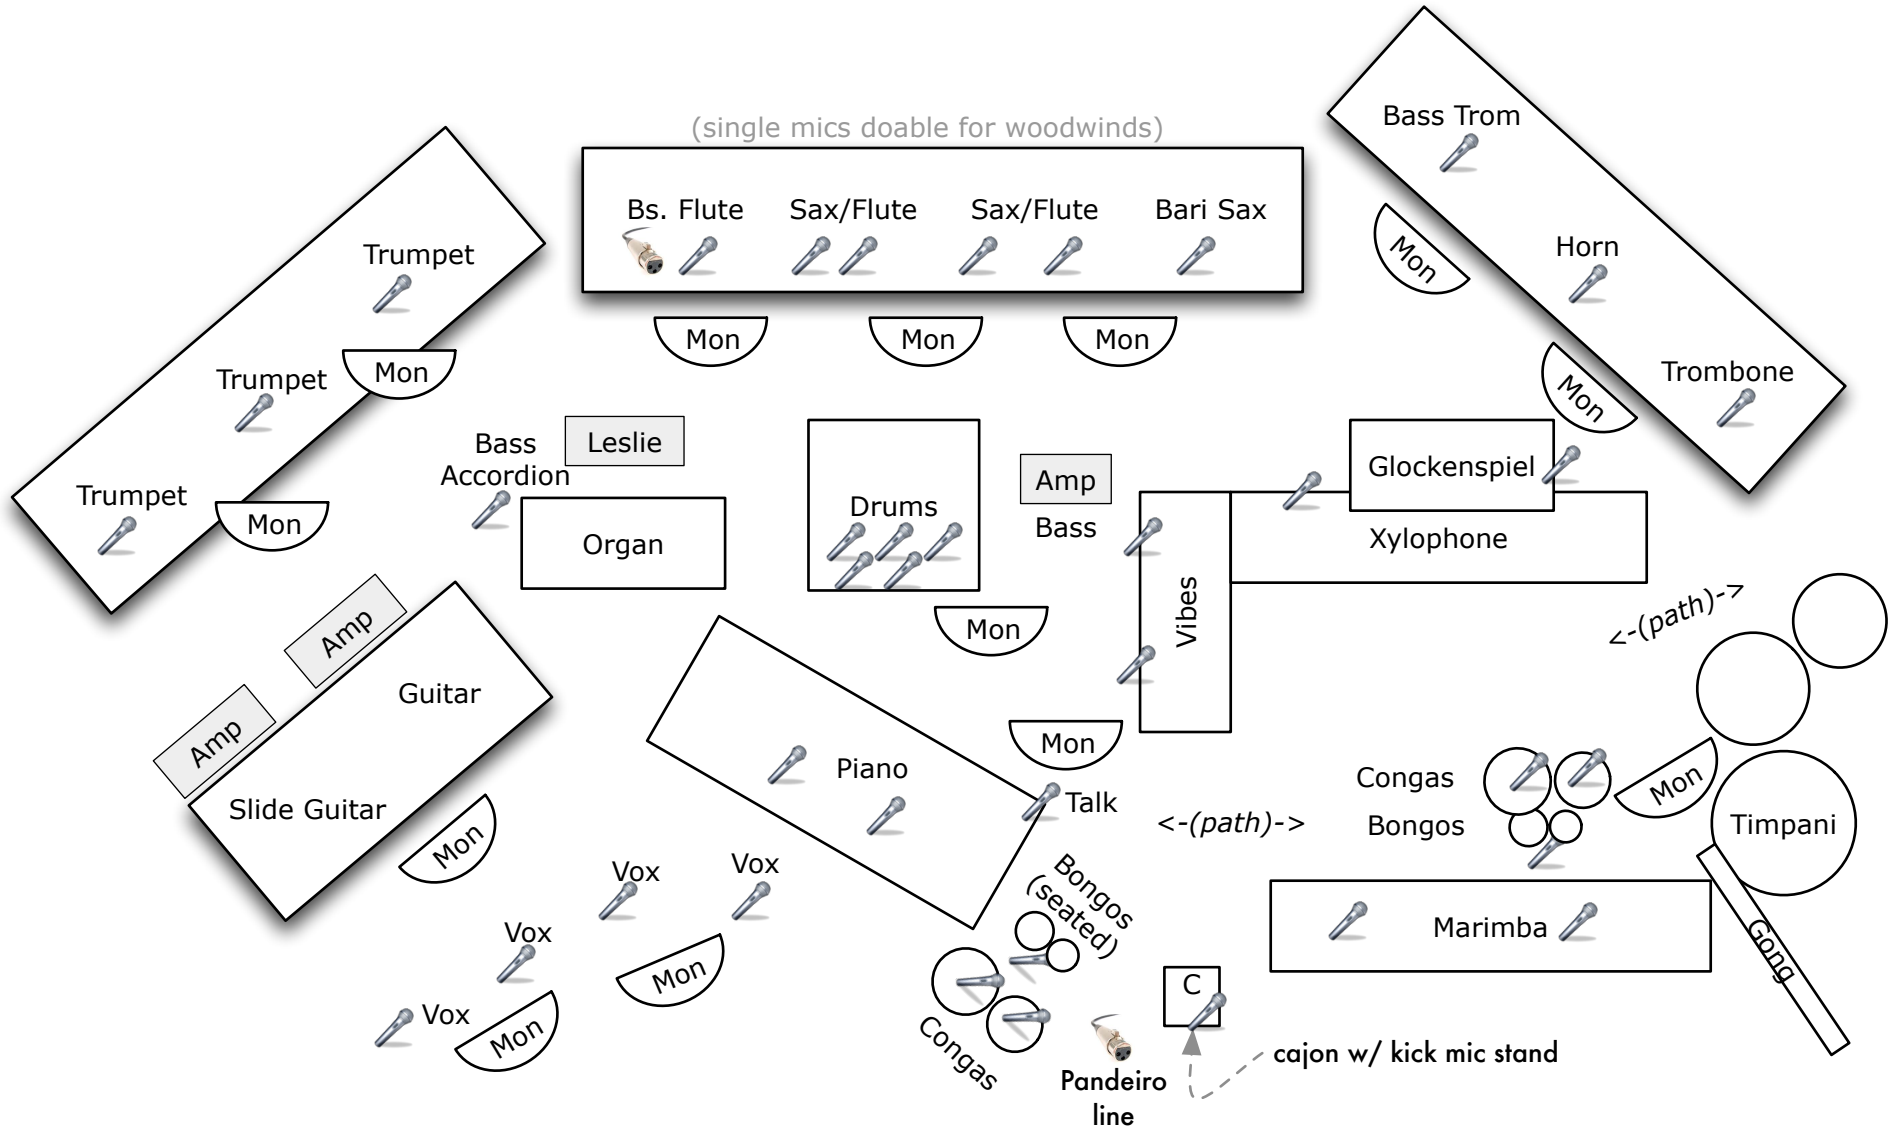 (single mics doable for woodwinds)
Bass Trom
Bs. Flute
Sax/Flute
Sax/Flute
Bari Sax
Trumpet
Horn
Mon
Mon
Mon
Mon
Mon
Trumpet
Trombone
Mon
Bass
Accordion
Leslie
Glockenspiel
Amp
Trumpet
Drums
Mon
Bass
Xylophone
Organ
Vibes
<-(path)->
Amp
Mon
Guitar
Amp
Mon
Piano
Congas
Mon
Talk
Slide Guitar
<-(path)->
Bongos
Timpani
Mon
Vox
Vox
Bongos
(seated)
Marimba
Vox
Gong
Mon
C
Vox
Mon
Congas
cajon w/ kick mic stand
Pandeiro
line